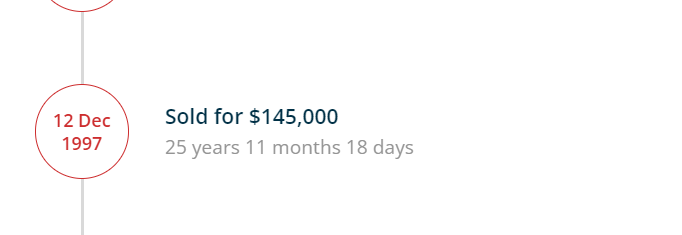 12 Dec
1997
Sold for $145,000
25 years 11 months 18 days